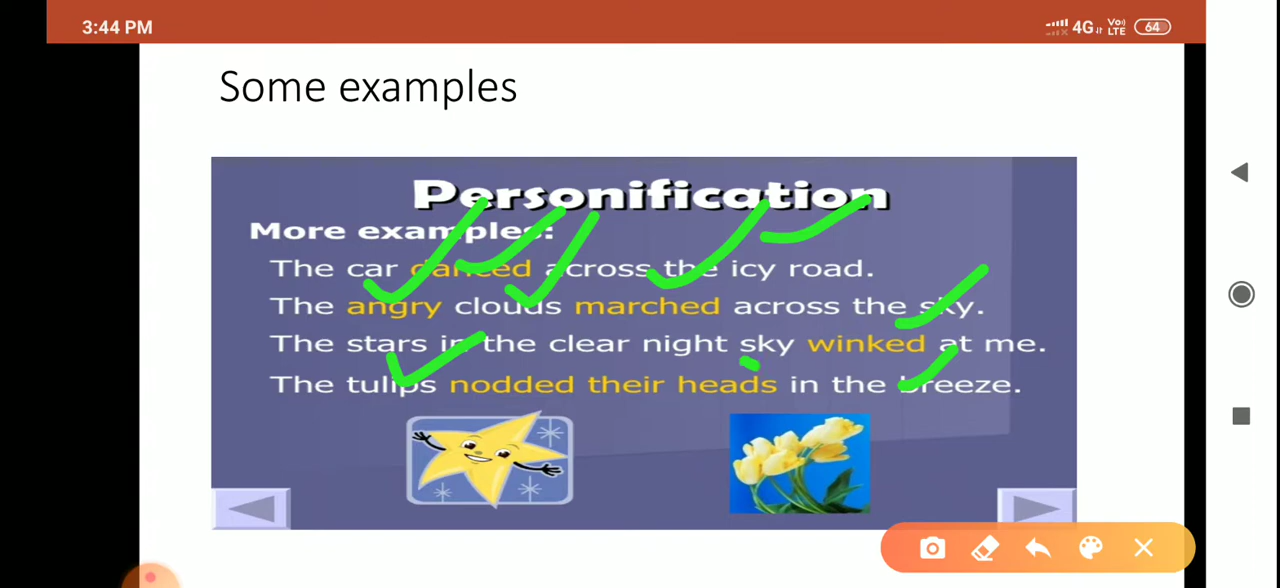 3:44 PM
4G Vo) LTE 64
Some examples
Personification
More examples:
The car danced across the icy road.
The angry clouds marched across the sky.
The stars in the clear night sky winked at me.
The tulips nodded their heads in the breeze.